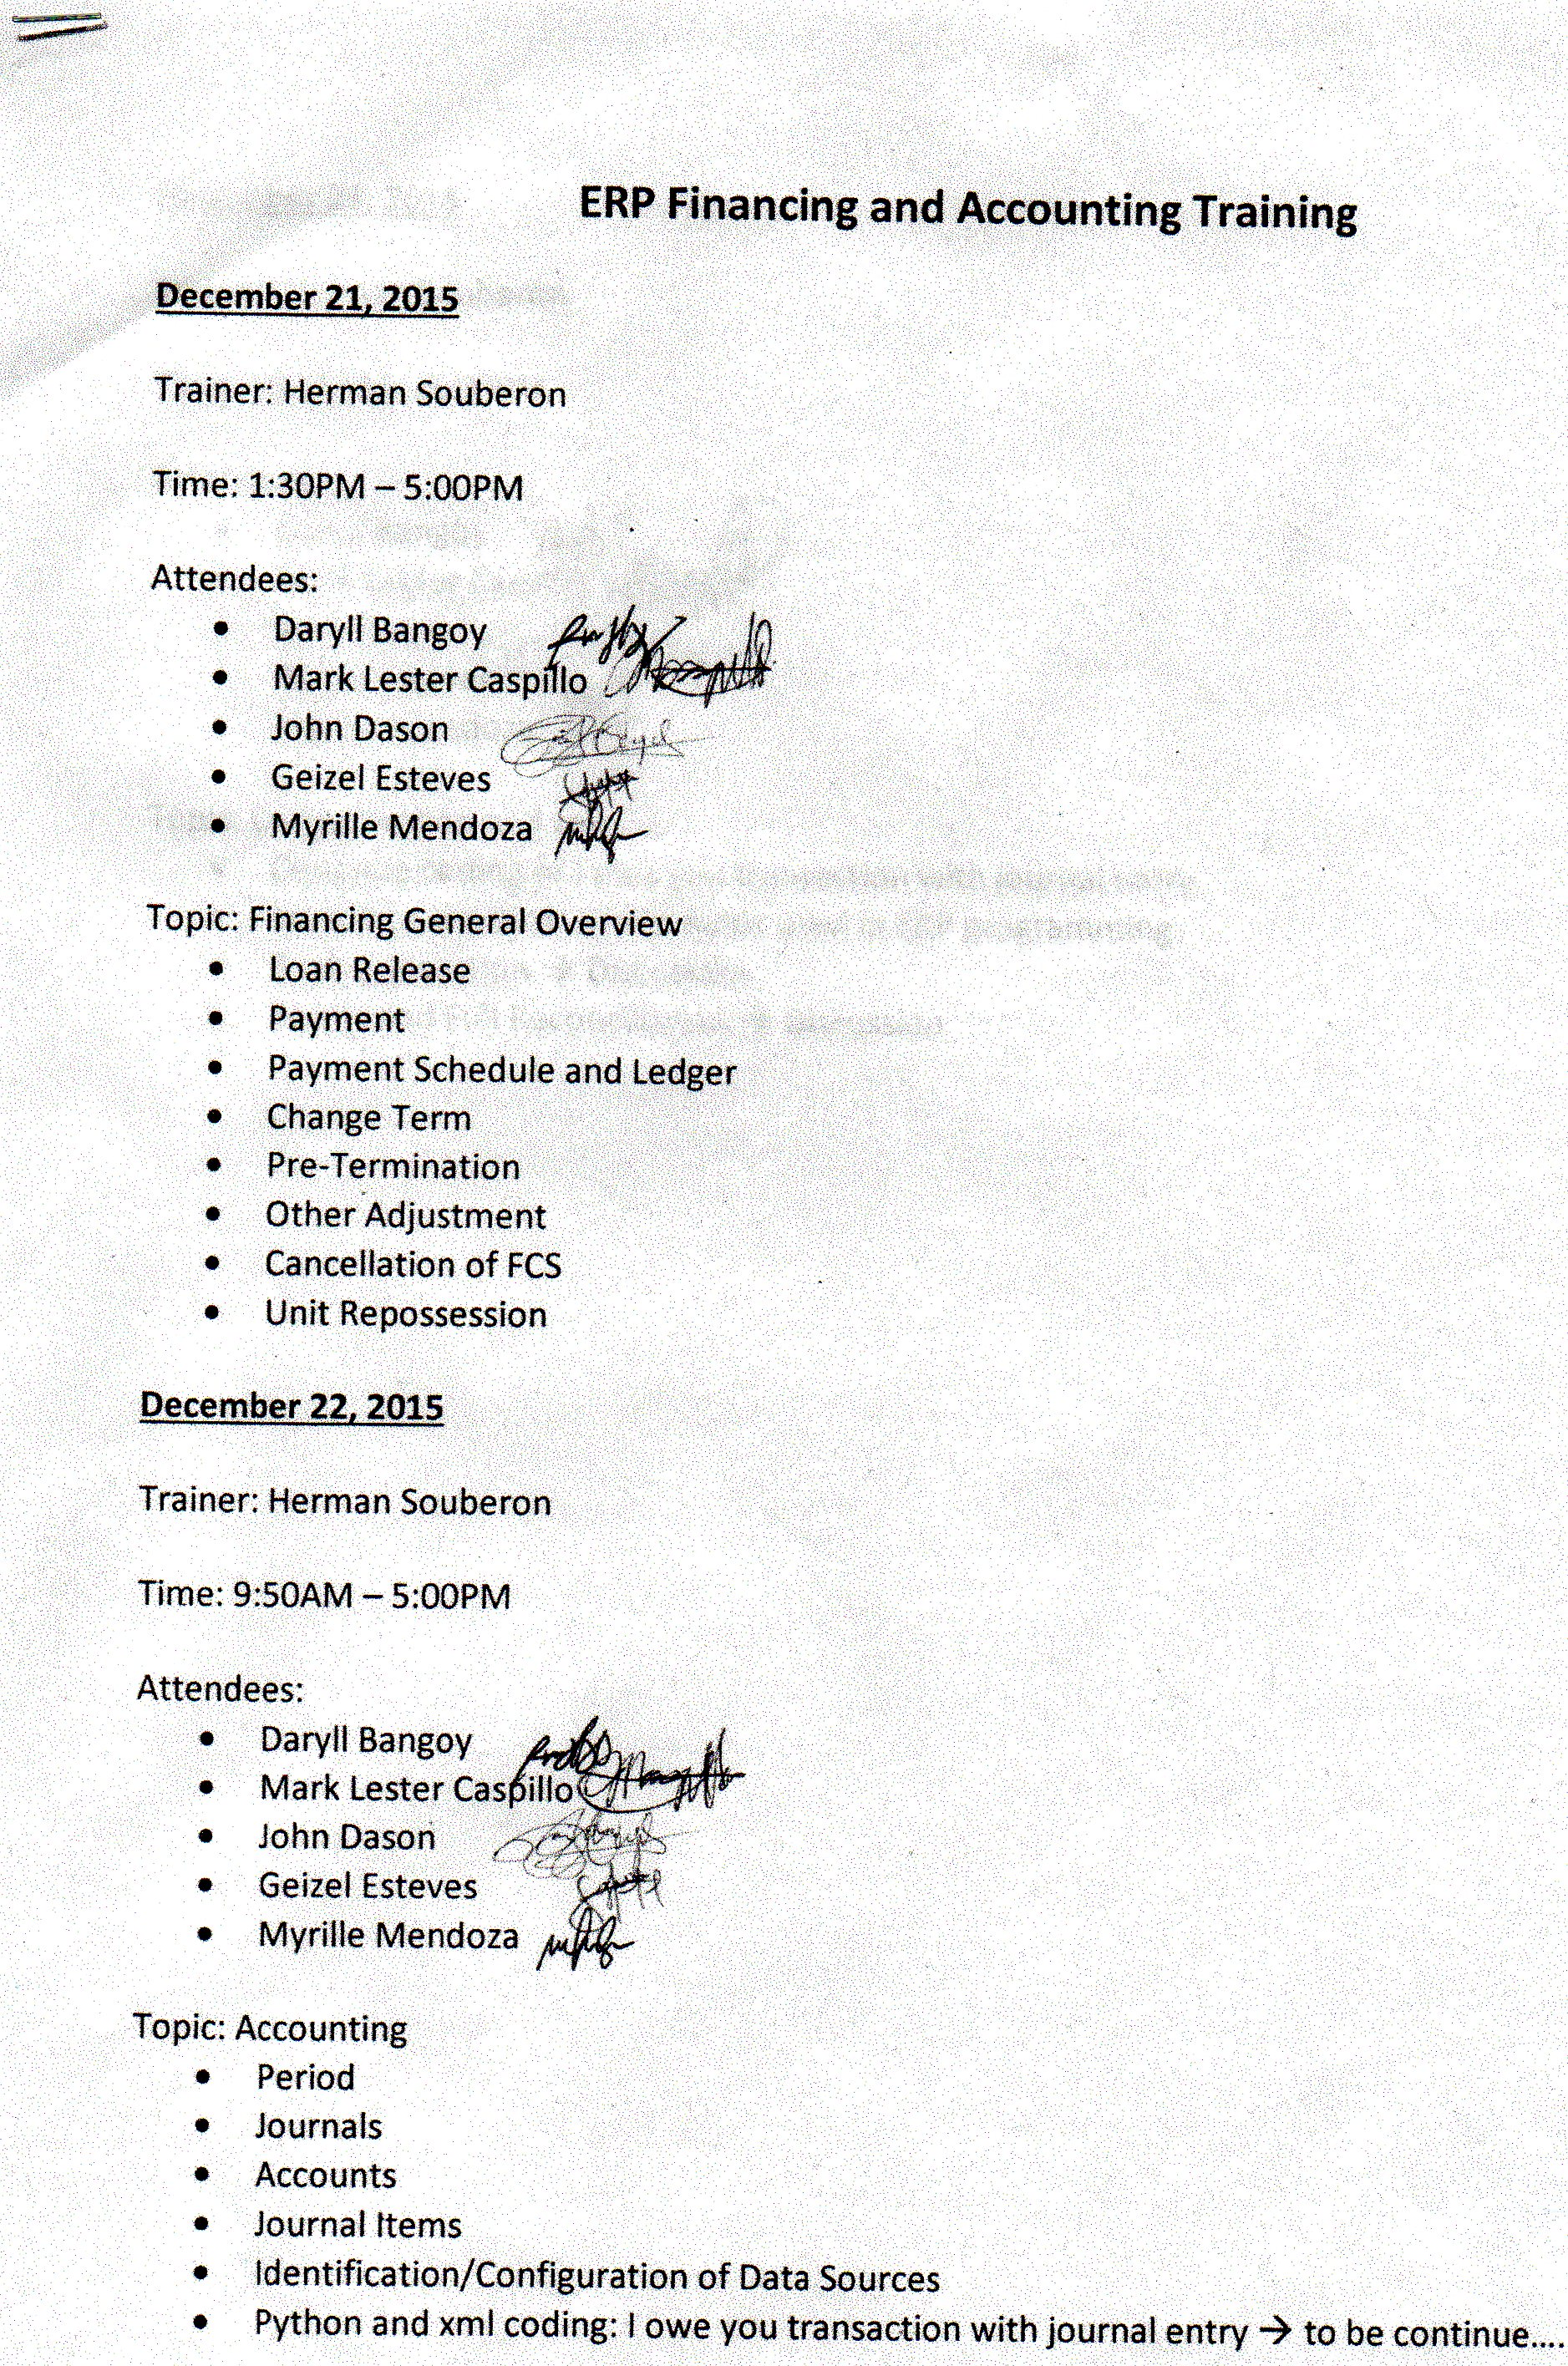 ERP Financing and Accounting Training
December 21, 2015
Trainer: Herman Souberon
Time: 1:30PM – 5:00PM
Attendees:
• Daryll Bangoy
• Mark Lester Caspillo
• John Dason
• Geizel Esteves
• Myrille Mendoza
Topic: Financing General Overview
• Loan Release
• Payment
• Payment Schedule and Ledger
• Change Term
• Pre-Termination
• Other Adjustment
• Cancellation of FCS
• Unit Repossession
December 22, 2015
Trainer: Herman Souberon
Time: 9:50AM – 5:00PM
Attendees:
• Daryll Bangoy
• Mark Lester Caspillo
• John Dason
• Geizel Esteves
• Myrille Mendoza
Topic: Accounting
• Period
• Journals
• Accounts
• Journal Items
• Identification/Configuration of Data Sources
• Python and xml coding: I owe you transaction with journal entry → to be continue....